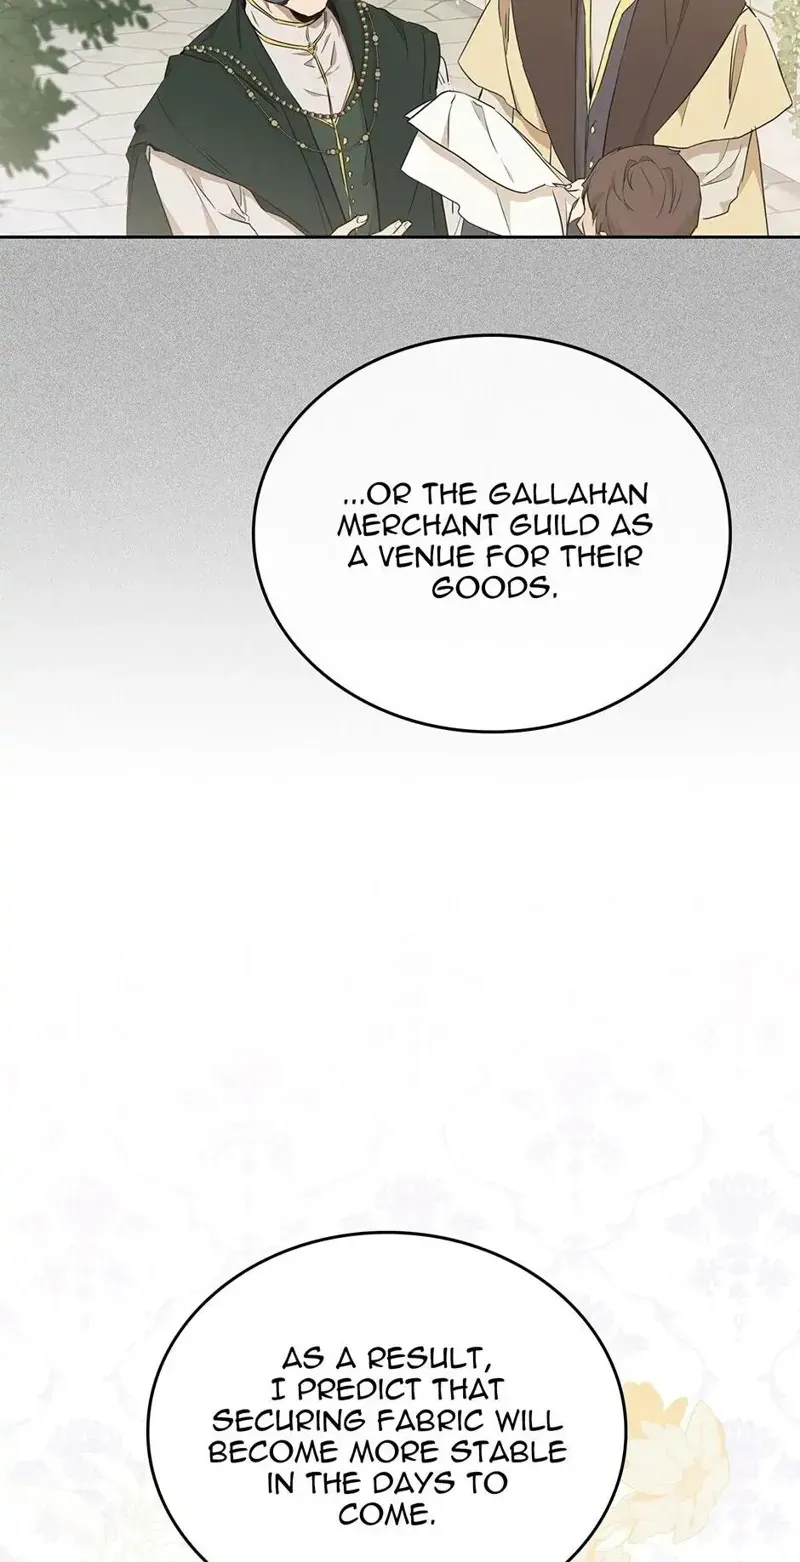 ...OR THE GALLAHAN
MERCHANT GUILD AS
A VENUE FOR THEIR
GOODS.
AS A RESULT,
I PREDICT THAT
SECURING FABRIC WILL
BECOME MORE STABLE
IN THE DAYS TO
COME.